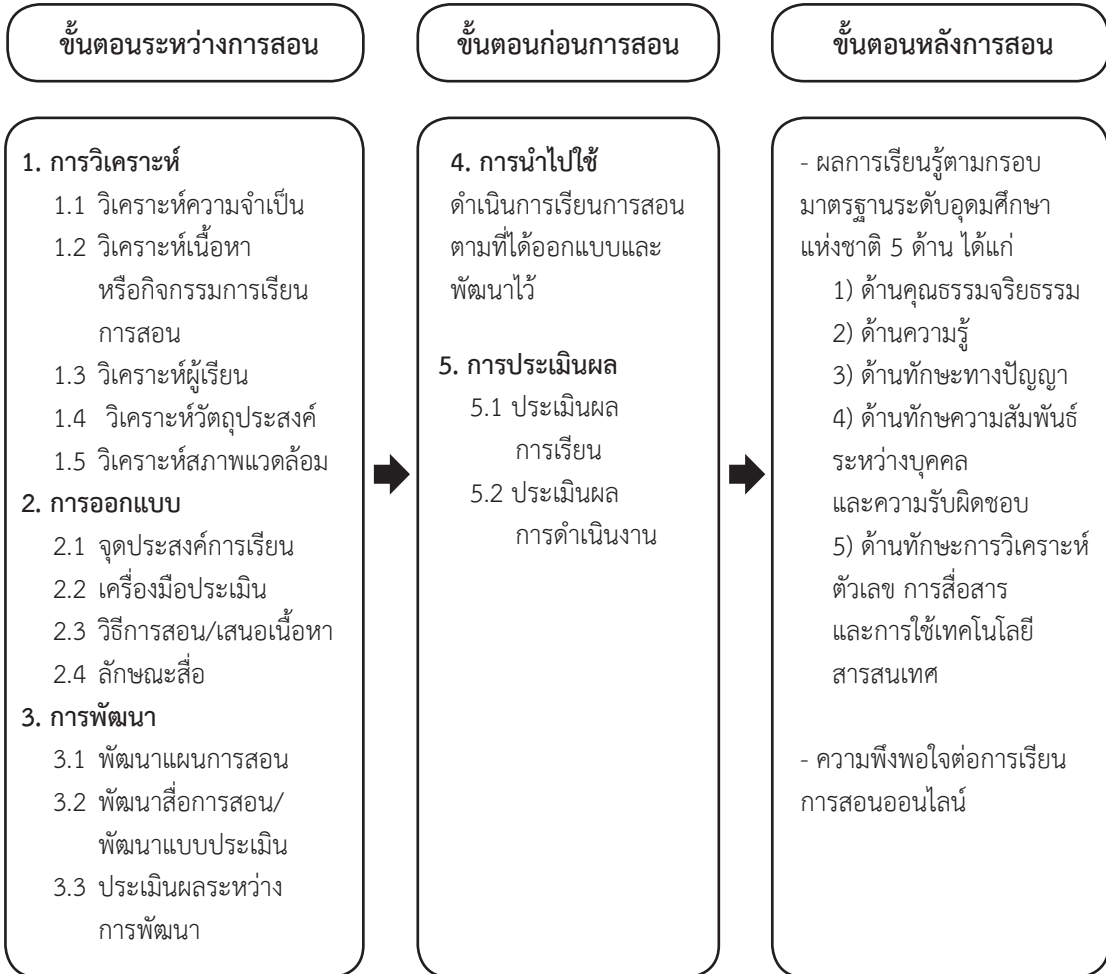 ขั้นตอนระหว่างการสอน
ขั้นตอนก่อนการสอน
ขั้นตอนหลังการสอน
1. การวิเคราะห์
1.1 วิเคราะห์ความจำเป็น
1.2 วิเคราะห์เนื้อหา
หรือกิจกรรมการเรียน
การสอน
1.3 วิเคราะห์ผู้เรียน
1.4 วิเคราะห์วัตถุประสงค์
1.5 วิเคราะห์สภาพแวดล้อม
2. การออกแบบ
2.1 จุดประสงค์การเรียน
2.2 เครื่องมือประเมิน
2.3 วิธีการสอน/เสนอเนื้อหา
2.4 ลักษณะสื่อ
3. การพัฒนา
3.1 พัฒนาแผนการสอน
3.2 พัฒนาสื่อการสอน/
พัฒนาแบบประเมิน
3.3 ประเมินผลระหว่าง
การพัฒนา
4. การนำไปใช้
ดำเนินการเรียนการสอน
ตามที่ได้ออกแบบและ
พัฒนาไว้
5. การประเมินผล
5.1 ประเมินผล
การเรียน
5.2 ประเมินผล
การดำเนินงาน
- ผลการเรียนรู้ตามกรอบ
มาตรฐานระดับอุดมศึกษา
แห่งชาติ 5 ด้าน ได้แก่
1) ด้านคุณธรรมจริยธรรม
2) ด้านความรู้
3) ด้านทักษะทางปัญญา
4) ด้านทักษความสัมพันธ์
ระหว่างบุคคล
และความรับผิดชอบ
5) ด้านทักษะการวิเคราะห์
ตัวเลข การสื่อสาร
และการใช้เทคโนโลยี
สารสนเทศ
- ความพึงพอใจต่อการเรียน
การสอนออนไลน์